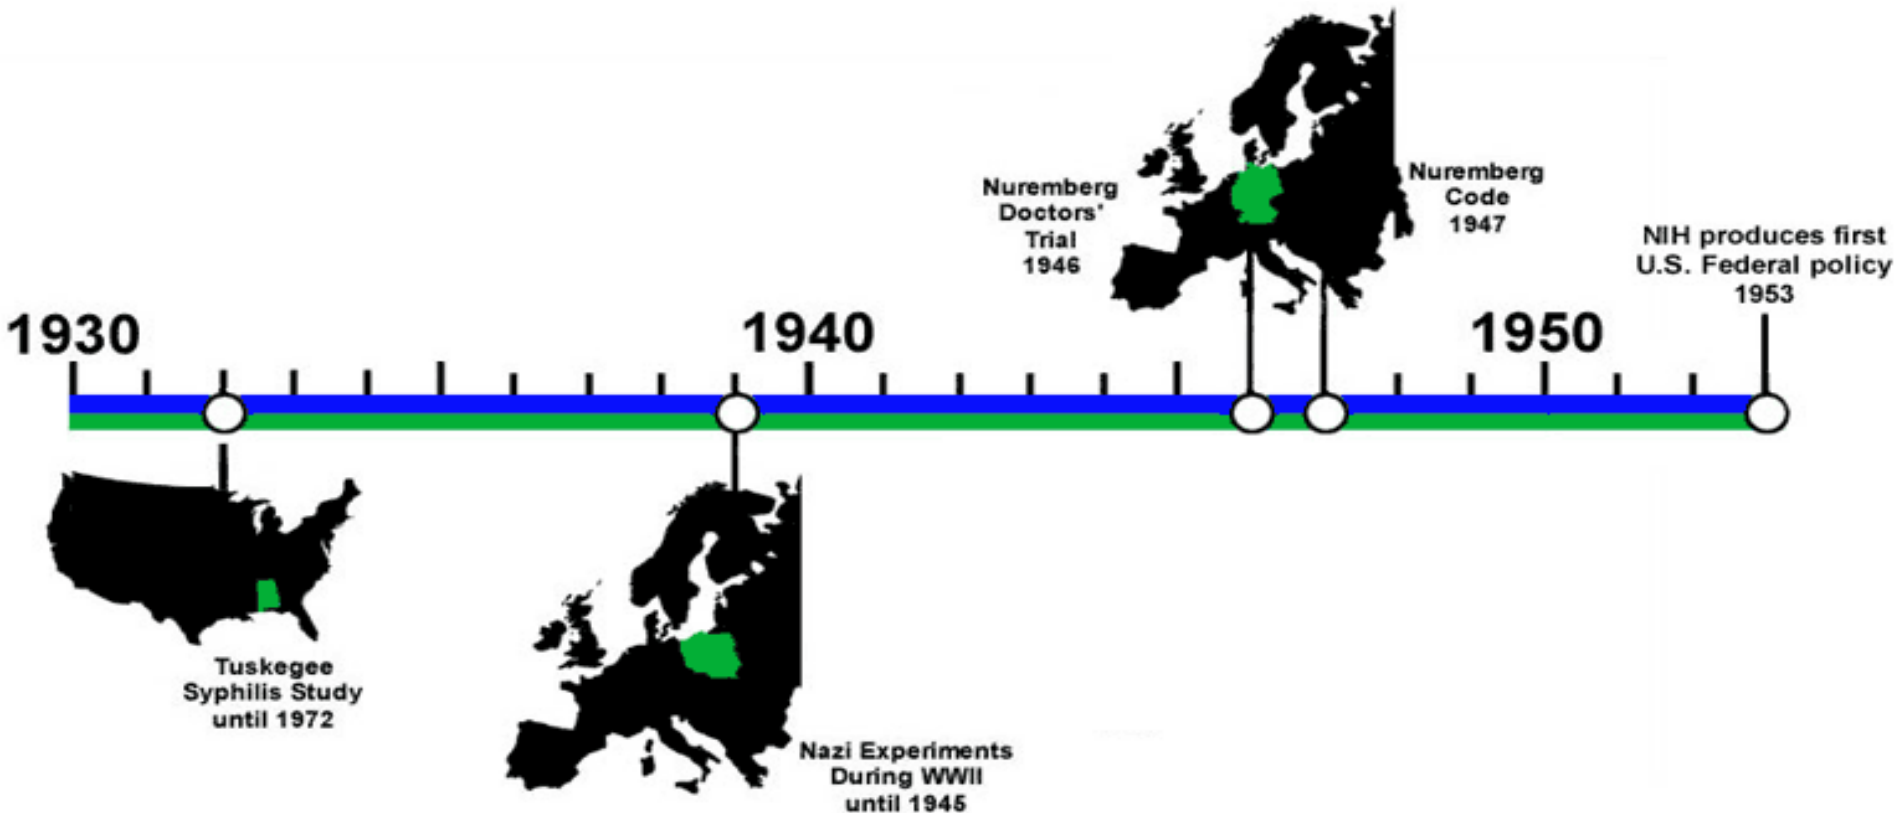 Nuremberg
Doctors'
Trial
1946
Nuremberg
Code
1947
NIH produces first
U.S. Federal policy
1953
1930
1940
1950
Tuskegee
Syphilis Study
until 1972
Nazi Experiments
During WWII
until 1945